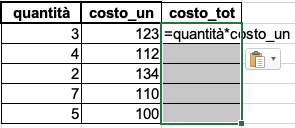 quantità costo_un costo_tot
3 123 =quantità*costo_un
4 112
2 134
7 110
5 100